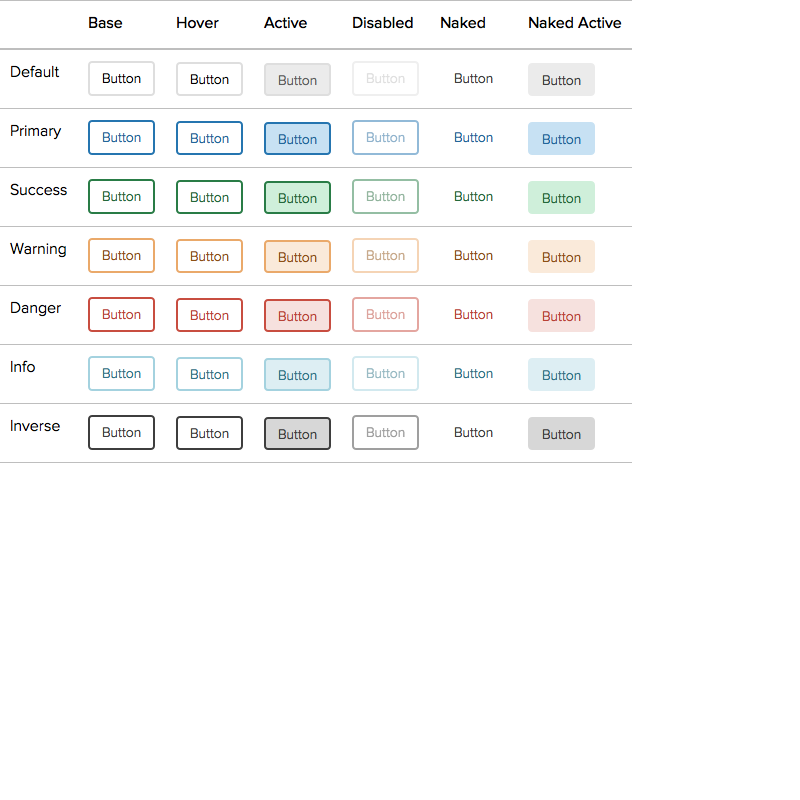 Base Hover Active Disabled Naked Naked Active
Default Button Button Button Button Button Button
Primary Button Button Button Button Button Button
Success Button Button Button Button Button Button
Warning Button Button Button Button Button Button
Danger Button Button Button Button Button Button
Info Button Button Button Button Button Button
Inverse Button Button Button Button Button Button